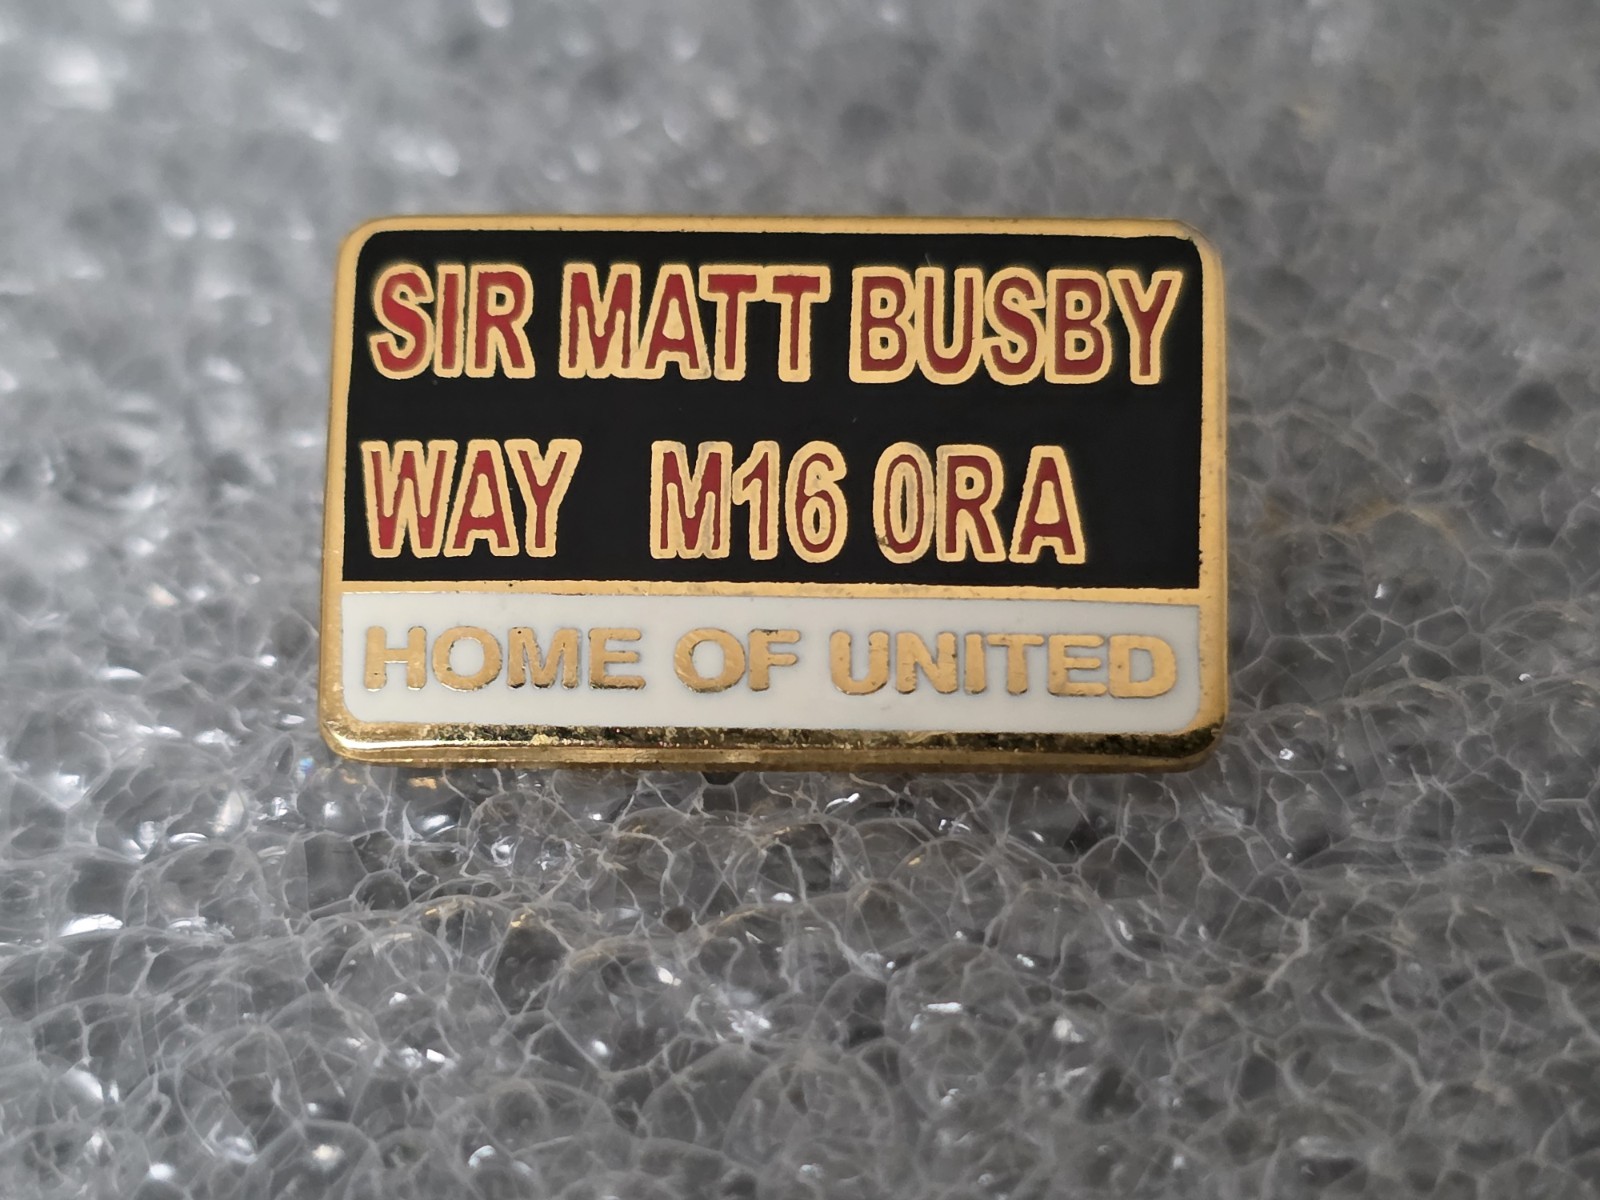 SIR MATT BUSBY
WAY M16 0RA
HOME OF UNITED